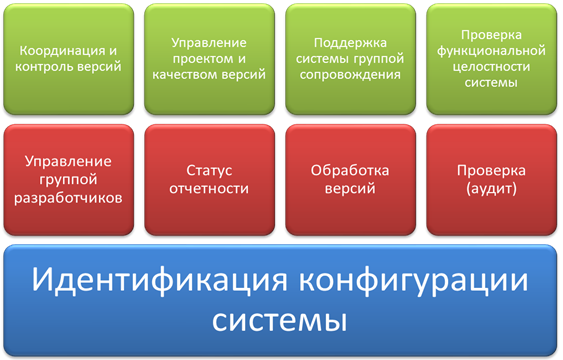 Координация и
контроль версий
Управление
проектом и
качеством версий
Поддержка
системы группой
сопровождения
Проверка
функциональной
целостности
системы
Управление
группой
разработчиков
Статус
отчетности
Обработка
версий
Проверка
(аудит)
Идентификация конфигурации
системы